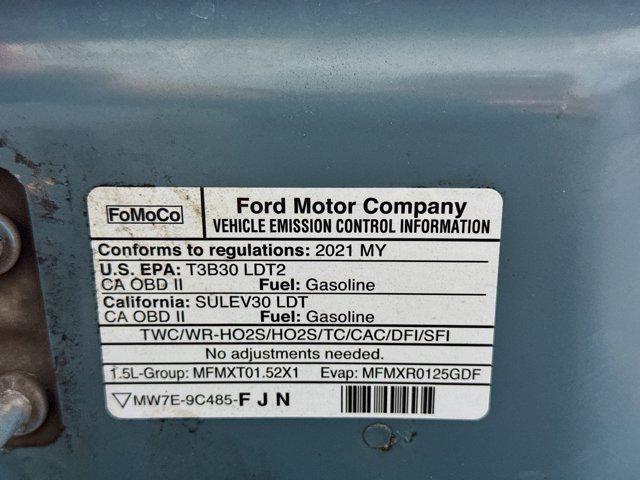 FoMoCo
Ford Motor Company
VEHICLE EMISSION CONTROL INFORMATION
Conforms to regulations: 2021 MY
U.S. EPA: T3B30 LDT2
CA OBD II Fuel: Gasoline
California: SULEV30 LDT
CA OBD II Fuel: Gasoline
TWC/WR-HO2S/HO2S/TC/CAC/DFI/SFI
No adjustments needed.
1.5L-Group: MFMXT01.52X1 Evap: MFMXR0125GDF
▽MW7E-9C485-F J N